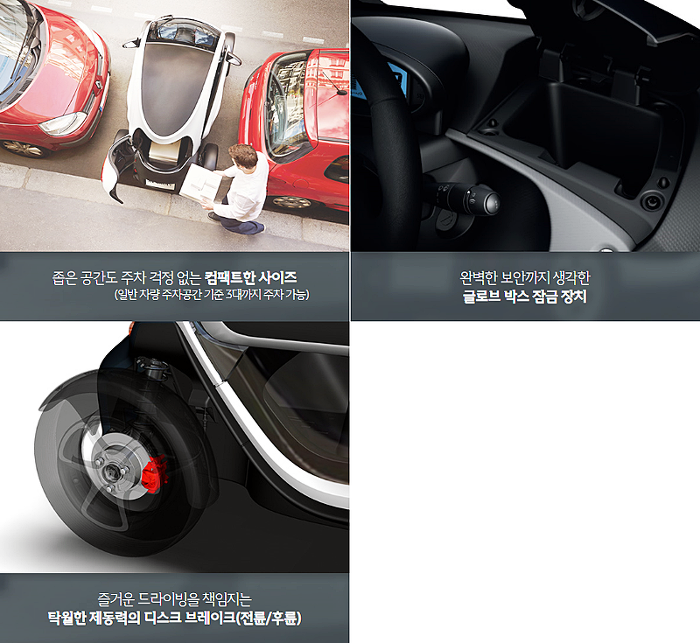 좁은 공간도 주차 걱정 없는 컴팩트한 사이즈
(일반 차량 주차공간 기준 3대까지 주차 가능)
완벽한 보안까지 생각한
글로브 박스 잠금 장치
즐거운 드라이빙을 책임지는
탁월한 제동력의 디스크 브레이크(전륜/후륜)